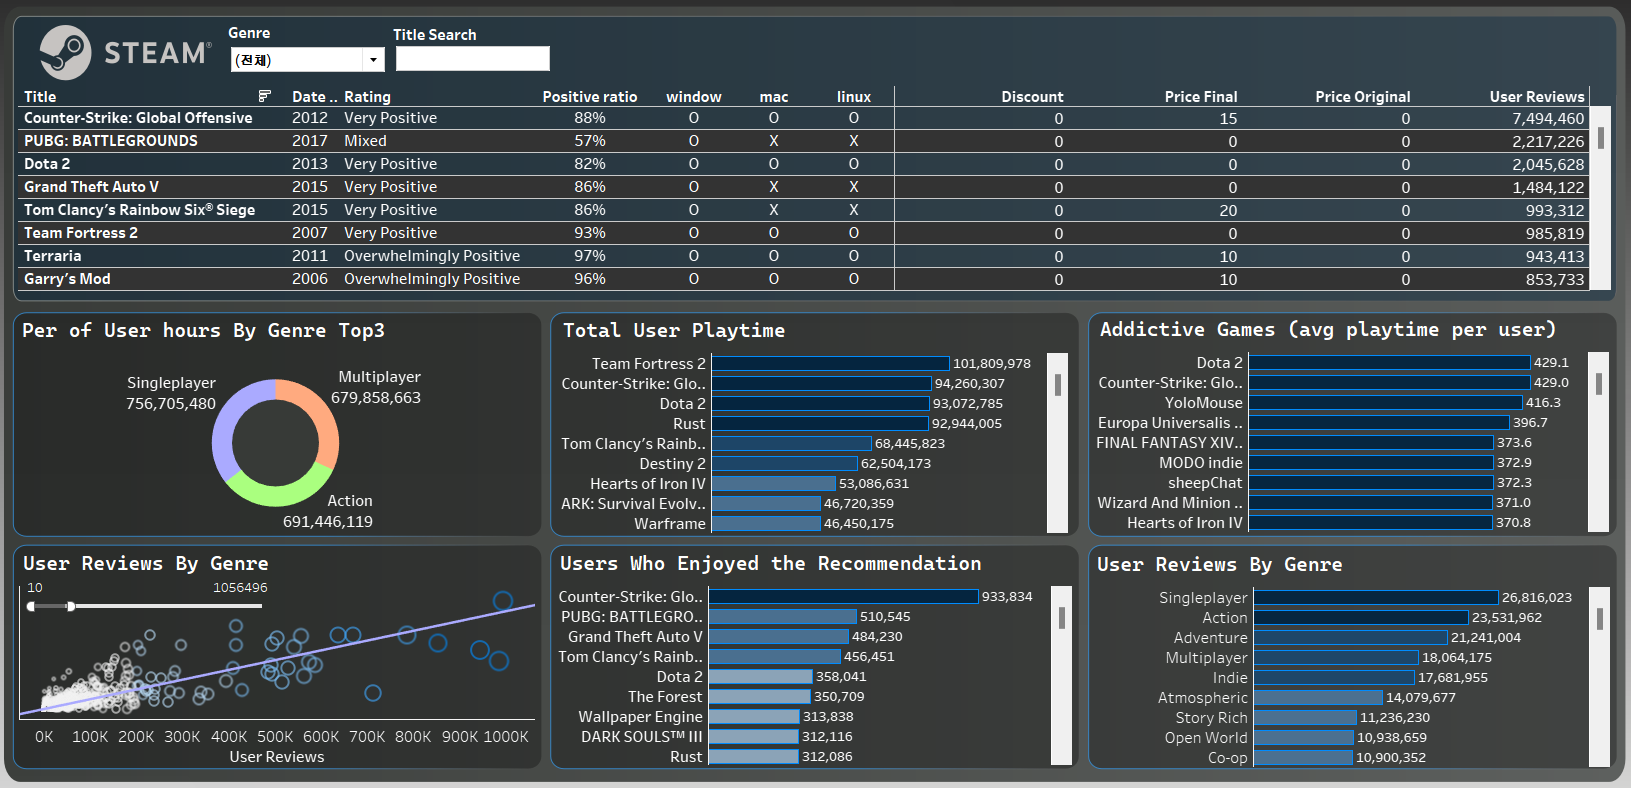 STEAM®
Genre
Title Search
(전체)
Title Date .. Rating Positive ratio window mac linux Discount Price Final Price Original User Reviews
Counter-Strike: Global Offensive 2012 Very Positive 88% O O O 0 15 0 7,494,460
PUBG: BATTLEGROUNDS 2017 Mixed 57% O X X 0 0 0 2,217,226
Dota 2 2013 Very Positive 82% O O O 0 0 0 2,045,628
Grand Theft Auto V 2015 Very Positive 86% O X X 0 0 0 1,484,122
Tom Clancy's Rainbow Six® Siege 2015 Very Positive 86% O X X 0 20 0 993,312
Team Fortress 2 2007 Very Positive 93% O O O 0 0 0 985,819
Terraria 2011 Overwhelmingly Positive 97% O O O 0 10 0 943,413
Garry's Mod 2006 Overwhelmingly Positive 96% O O O 0 10 0 853,733
Per of User hours By Genre Top3
Singleplayer
756,705,480
Multiplayer
679,858,663
Action
691,446,119
Total User Playtime
Team Fortress 2 101,809,978
Counter-Strike: Glo.. 94,260,307
Dota 2 93,072,785
Rust 92,944,005
Tom Clancy's Rainb.. 68,445,823
Destiny 2 62,504,173
Hearts of Iron IV 53,086,631
ARK: Survival Evolv.. 46,720,359
Warframe 46,450,175
Addictive Games (avg playtime per user)
Dota 2 429.1
Counter-Strike: Glo.. 429.0
YoloMouse 416.3
Europa Universalis .. 396.7
FINAL FANTASY XIV.. 373.6
MODO indie 372.9
sheepChat 372.3
Wizard And Minion .. 371.0
Hearts of Iron IV 370.8
User Reviews By Genre
10 1056496
0K 100K 200K 300K 400K 500K 600K 700K 800K 900K 1000K
User Reviews
Users Who Enjoyed the Recommendation
Counter-Strike: Glo.. 933,834
PUBG: BATTLEGRO.. 510,545
Grand Theft Auto V 484,230
Tom Clancy's Rainb.. 456,451
Dota 2 358,041
The Forest 350,709
Wallpaper Engine 313,838
DARK SOULS™ III 312,116
Rust 312,086
User Reviews By Genre
Singleplayer 26,816,023
Action 23,531,962
Adventure 21,241,004
Multiplayer 18,064,175
Indie 17,681,955
Atmospheric 14,079,677
Story Rich 11,236,230
Open World 10,938,659
Co-op 10,900,352